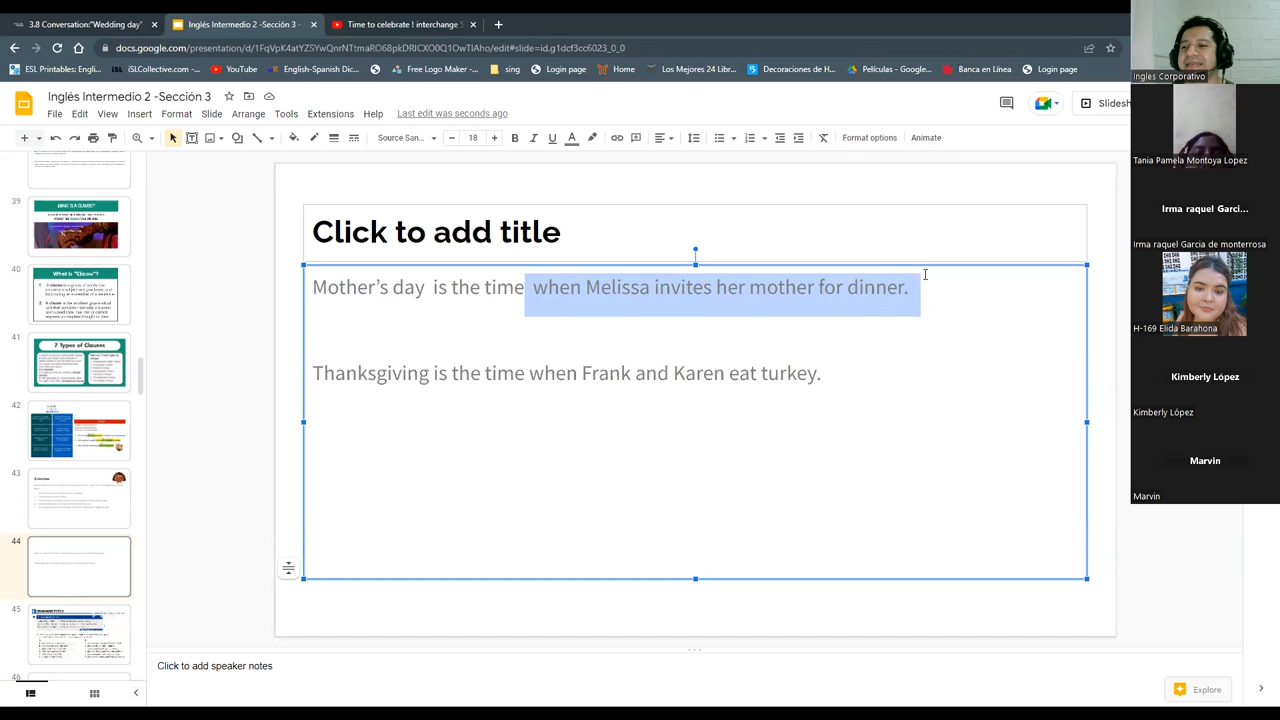 3.8 Conversation:"Wedding day"
Inglés Intermedio 2 -Sección 3 -
Time to celebrate ! interchange
docs.google.com/presentation/d/1FqVpK4atYZSYwQnrNTtmaRO68pkDRlCXO0Q1OwTlAho/edit#slide=id.g1dcf3cc6023_0_0
ESL Printables: Engli...
iSLCollective.com -...
YouTube
English-Spanish Dic...
Free Logo Maker -...
sing
Login page
Home
Los Mejores 24 Libr...
Decoraciones de H...
Películas - Google...
Banca en Línea
Login page
Inglés Intermedio 2 -Sección 3
File Edit View Insert Format Slide Arrange Tools Extensions Help
Last edit was seconds ago
Slidesh
Source San...
18
Format options
Animate
39
WHAT IS A CLAUSE?
40
What is "Clause"?
41
7 Types of Clauses
42
43
Exercise
44
45
46
Click to add title
Mother's day is the time when Melissa invites her mother for dinner.
Thanksgiving is the time when Frank and Karen eat turkey.
Click to add speaker notes
Explore
Ingles Corporativo
Tania Pamela Montoya Lopez
Irma raquel Garci...
Irma raquel Garcia de monterrosa
H-169 Elida Barahona
Kimberly López
Kimberly López
Marvin
Marvin